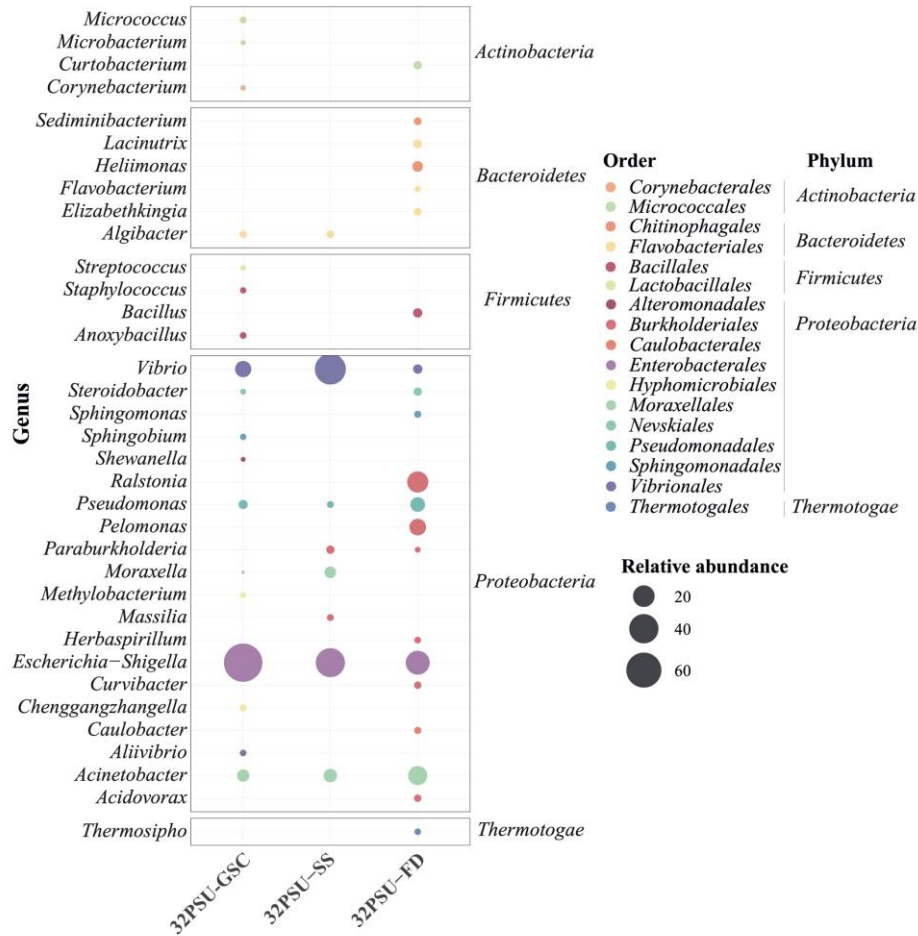 Genus
Micrococcus
Microbacterium
Curtobacterium
Corynebacterium
Actinobacteria
Sediminibacterium
Lacinutrix
Heliimonas
Flavobacterium
Elizabethkingia
Algibacter
Bacteroidetes
Streptococcus
Staphylococcus
Bacillus
Anoxybacillus
Firmicutes
Vibrio
Steroidobacter
Sphingomonas
Sphingobium
Shewanella
Ralstonia
Pseudomonas
Pelomonas
Paraburkholderia
Moraxella
Methylobacterium
Massilia
Herbaspirillum
Escherichia−Shigella
Curvibacter
Chenggangzhangella
Caulobacter
Aliivibrio
Acinetobacter
Acidovorax
Proteobacteria
Thermosipho
Thermotogae
32PSU-GSC
32PSU−SS
32PSU−FD
Order Phylum
Corynebacterales
Micrococcales
Actinobacteria
Chitinophagales
Flavobacteriales
Bacteroidetes
Bacillales
Lactobacillales
Firmicutes
Alteromonadales
Burkholderiales
Proteobacteria
Caulobacterales
Enterobacterales
Hyphomicrobiales
Moraxellales
Nevskiales
Pseudomonadales
Sphingomonadales
Vibrionales
Thermotogales
Thermotogae
Relative abundance
20
40
60